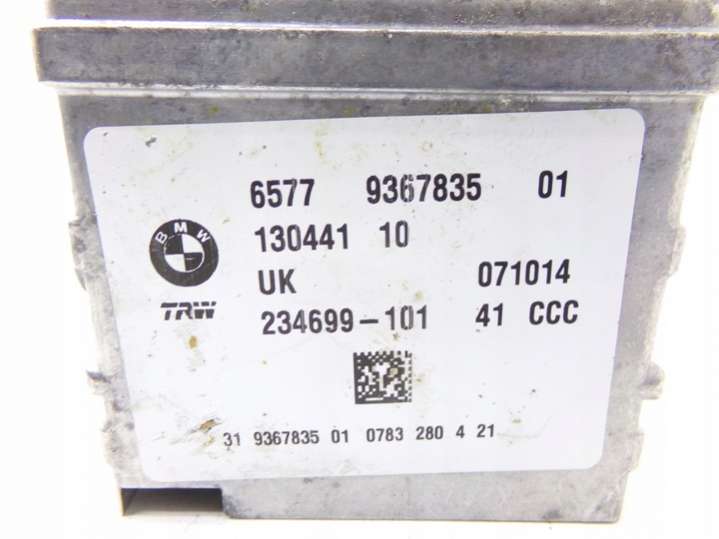 6577 9367835 01
BMW
130441 10
UK 071014
TRW
234699-101 41 CCC
31 9367835 01 0783 280 4 21